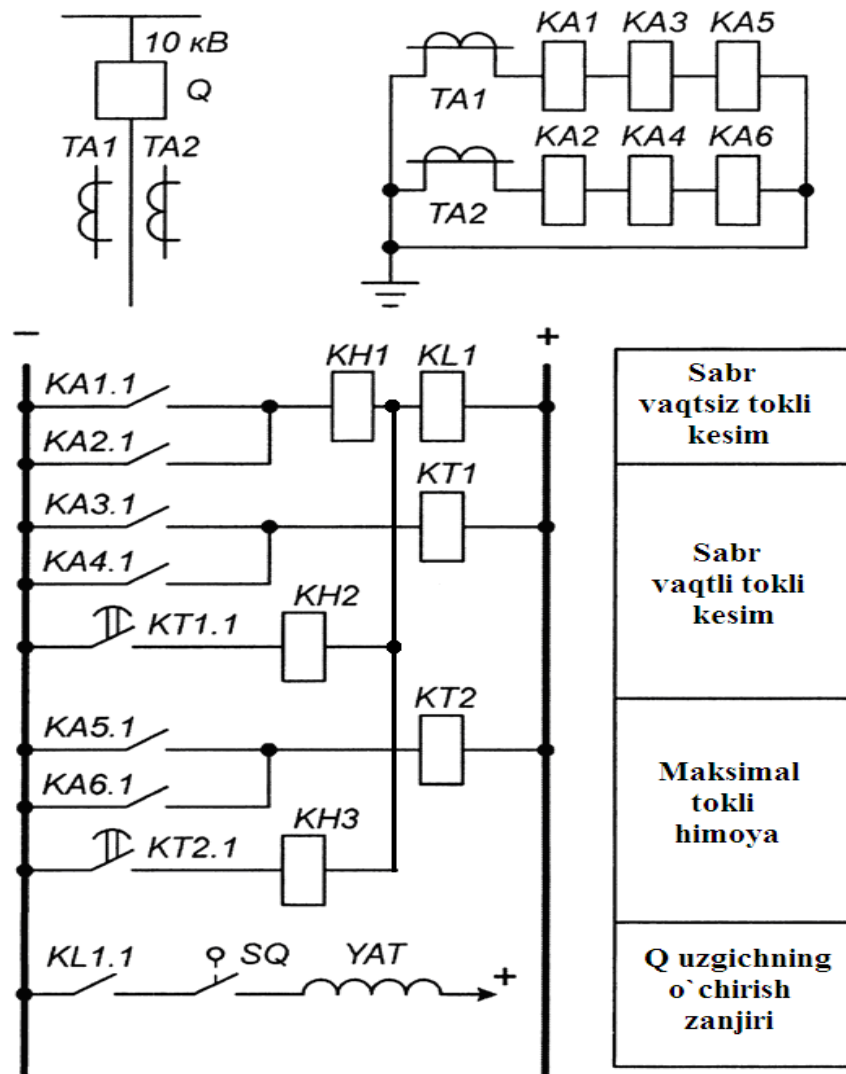 10 кВ
Q
TA1 TA2
KA1 KA3 KA5
TA1
KA2 KA4 KA6
TA2
− +
KH1 KL1
KA1.1
KA2.1
KT1
KA3.1
KA4.1
KH2
KT1.1
KT2
KA5.1
KA6.1
KH3
KT2.1
KL1.1 SQ YAT +
Sabr
vaqtsiz tokli
kesim
Sabr
vaqtli tokli
kesim
Maksimal
tokli
himoya
Q uzgichning
o`chirish
zanjiri